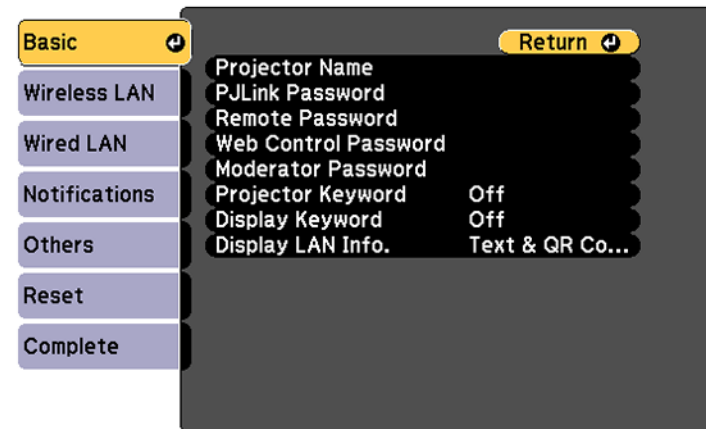 Basic
Wireless LAN
Wired LAN
Notifications
Others
Reset
Complete
Return
Projector Name
PJLink Password
Remote Password
Web Control Password
Moderator Password
Projector Keyword Off
Display Keyword Off
Display LAN Info. Text & QR Co...